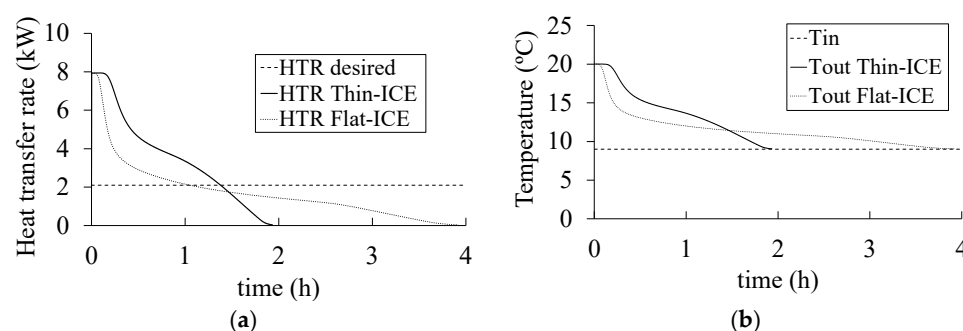 Heat transfer rate (kW)
10
8
6
4
2
0
HTR desired
HTR Thin-ICE
HTR Flat-ICE
0 1 2 3 4
time (h)
(a)
Temperature (ºC)
25
20
15
10
5
0
Tin
Tout Thin-ICE
Tout Flat-ICE
0 1 2 3 4
time (h)
(b)